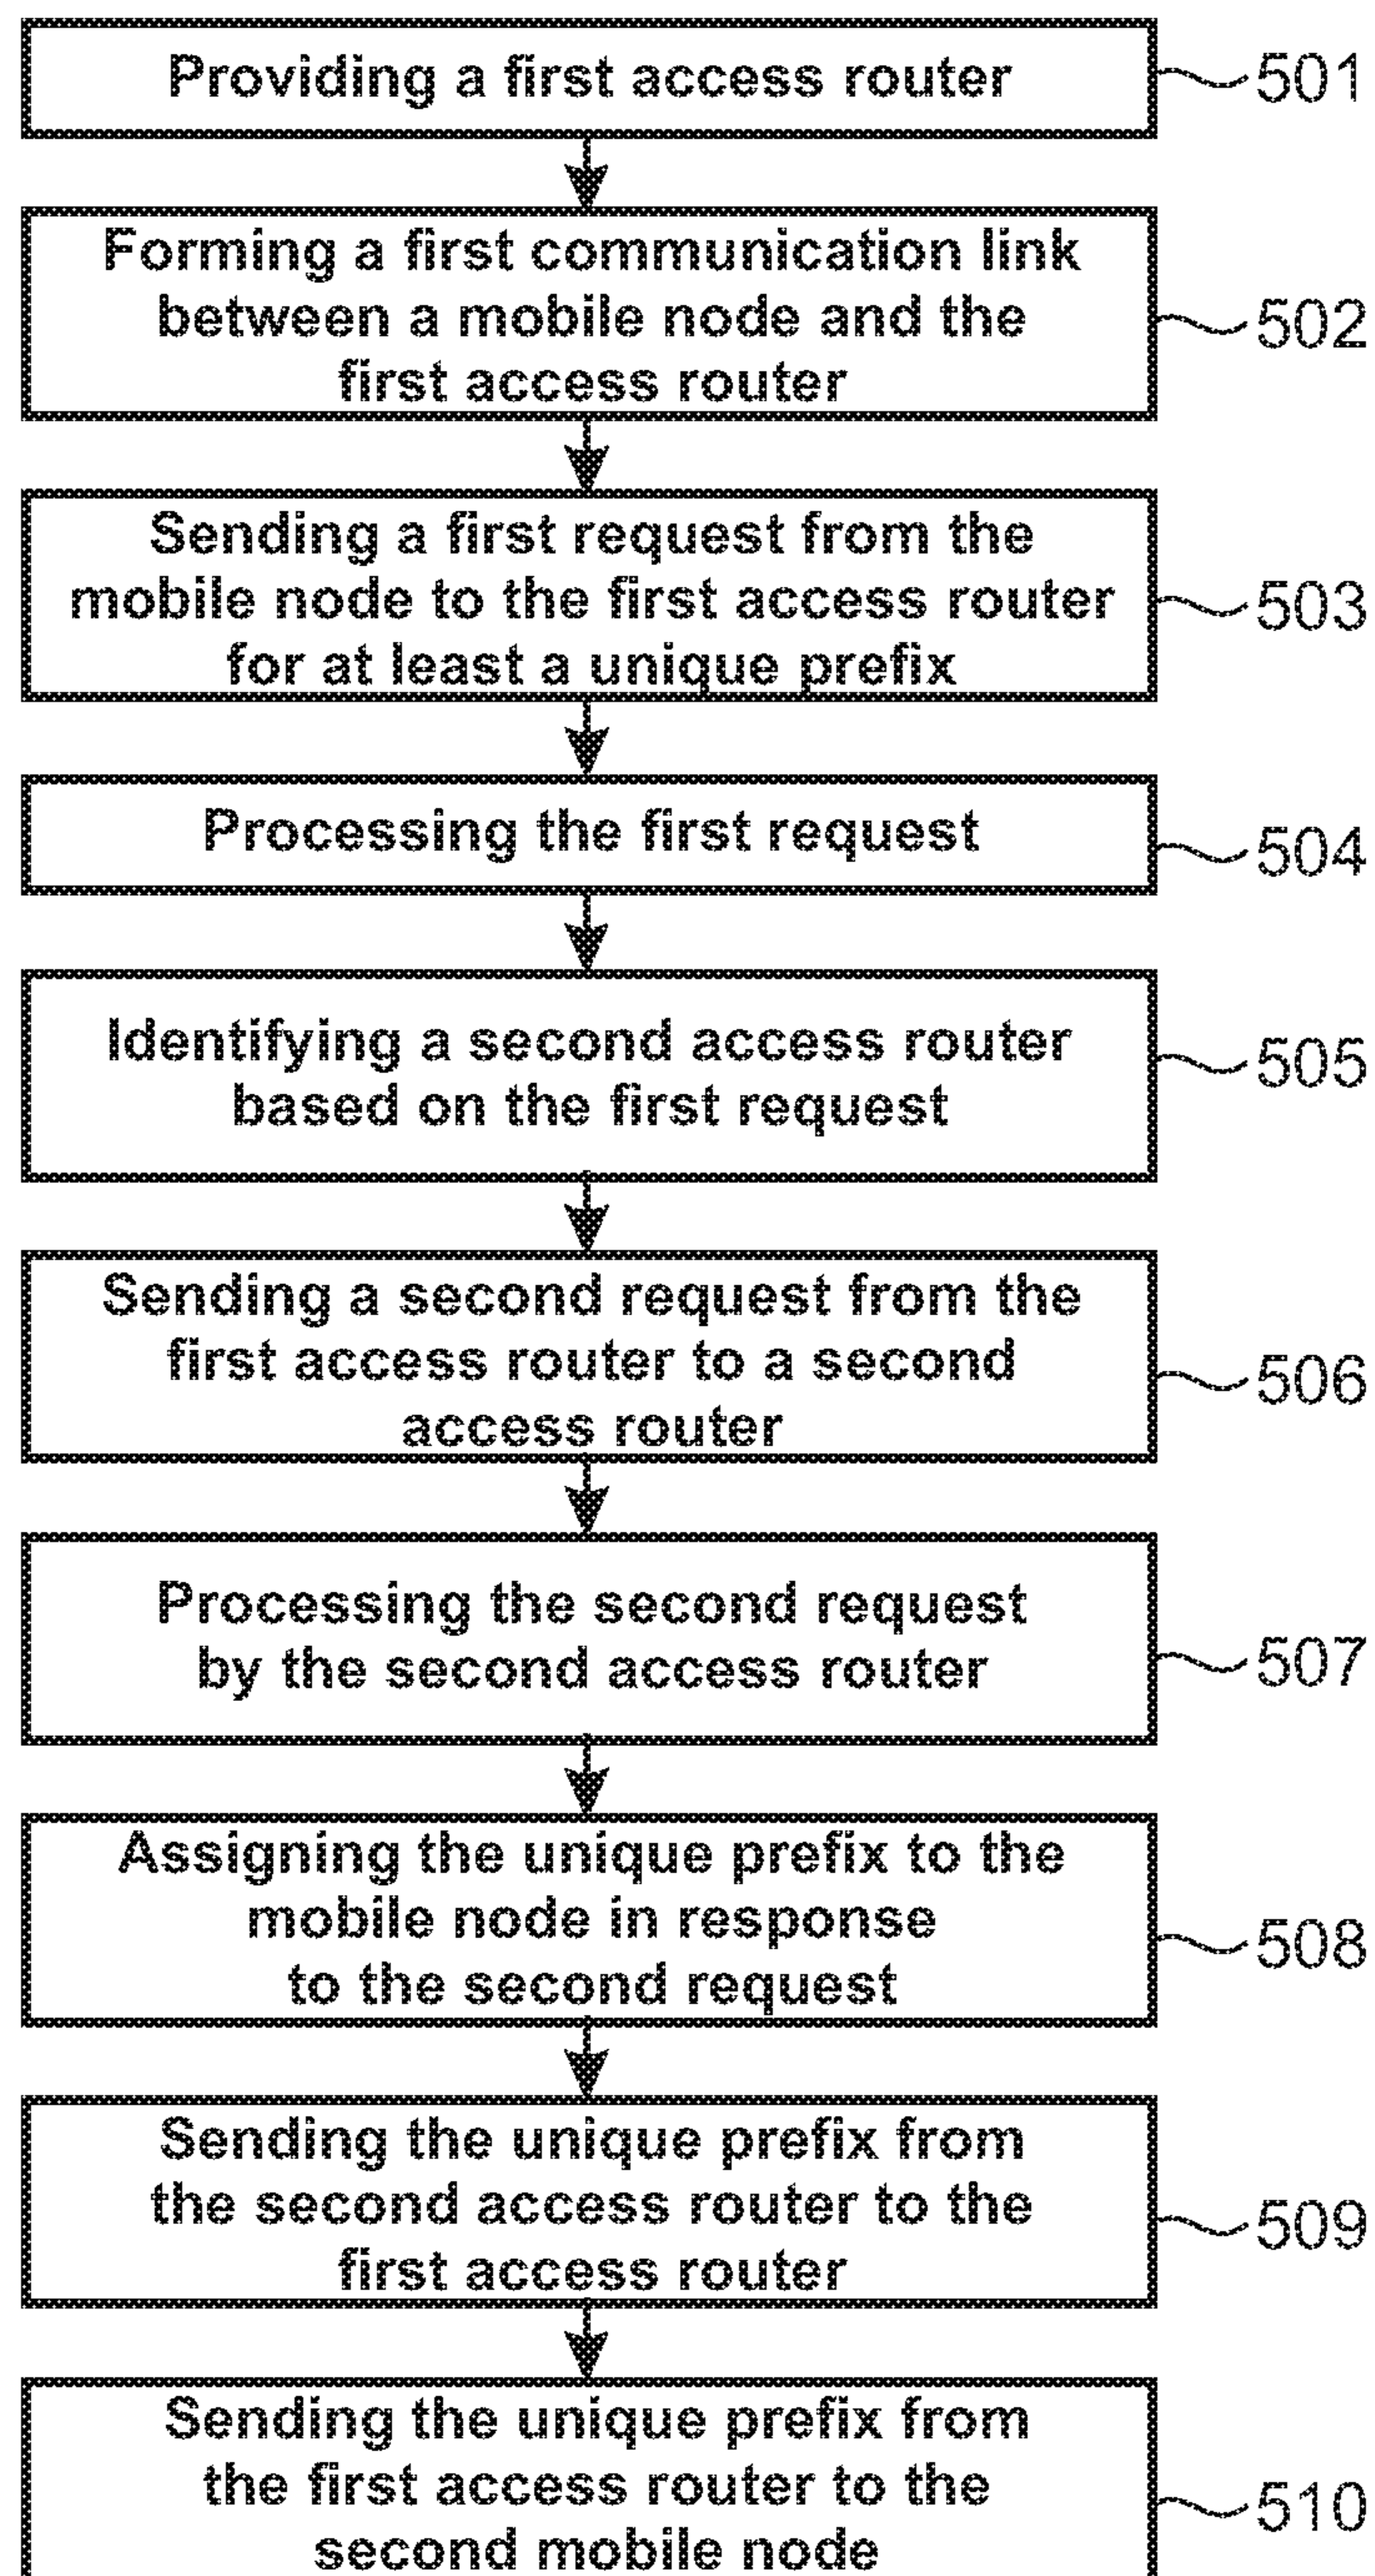 Providing a first access router
501
Forming a first communication link
between a mobile node and the
first access router
502
Sending a first request from the
mobile node to the first access router
for at least a unique prefix
503
Processing the first request
504
Identifying a second access router
based on the first request
505
Sending a second request from the
first access router to a second
access router
506
Processing the second request
by the second access router
507
Assigning the unique prefix to the
mobile node in response
to the second request
508
Sending the unique prefix from
the second access router to the
first access router
509
Sending the unique prefix from
the first access router to the
second mobile node
510